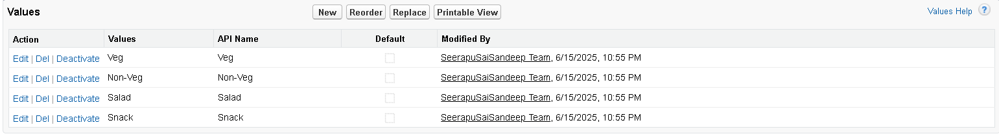 Values New Reorder Replace Printable View Values Help ?
Action Values API Name Default Modified By
Edit | Del | Deactivate Veg Veg SeerapuSaiSandeep Team, 6/15/2025, 10:55 PM
Edit | Del | Deactivate Non-Veg Non-Veg SeerapuSaiSandeep Team, 6/15/2025, 10:55 PM
Edit | Del | Deactivate Salad Salad SeerapuSaiSandeep Team, 6/15/2025, 10:55 PM
Edit | Del | Deactivate Snack Snack SeerapuSaiSandeep Team, 6/15/2025, 10:55 PM